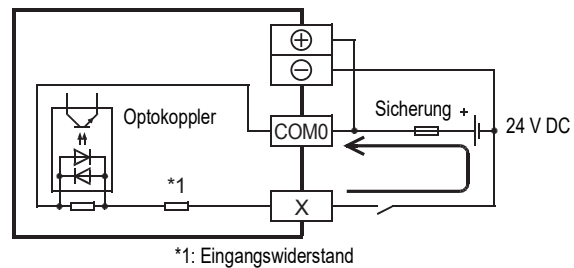 ⊕
⊖
Optokoppler
COM0
Sicherung
+
24 V DC
*1
X
*1: Eingangswiderstand